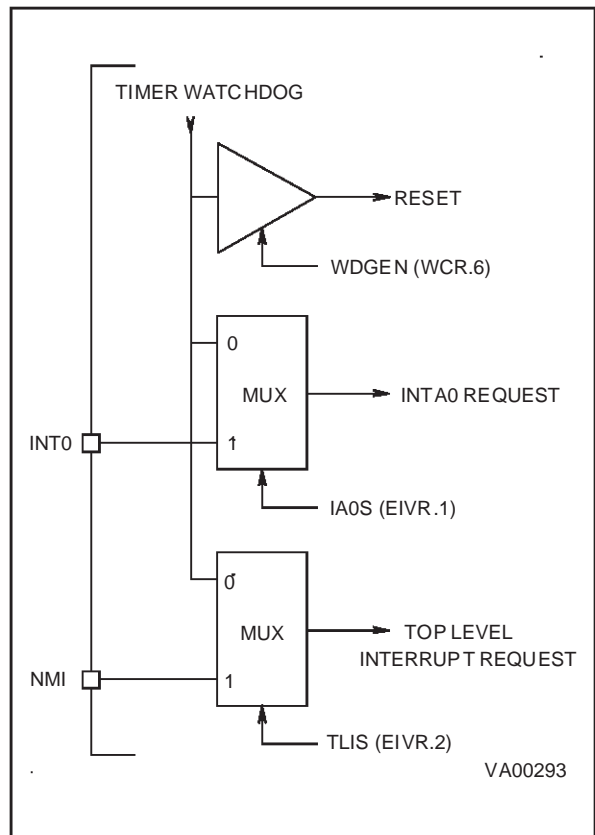 TIMER WATCHDOG
RESET
WDGEN (WCR.6)
0
MUX
INTA0 REQUEST
INT0
1
IA0S (EIVR.1)
0
MUX
TOP LEVEL
INTERRUPT REQUEST
NMI
1
TLIS (EIVR.2)
VA00293